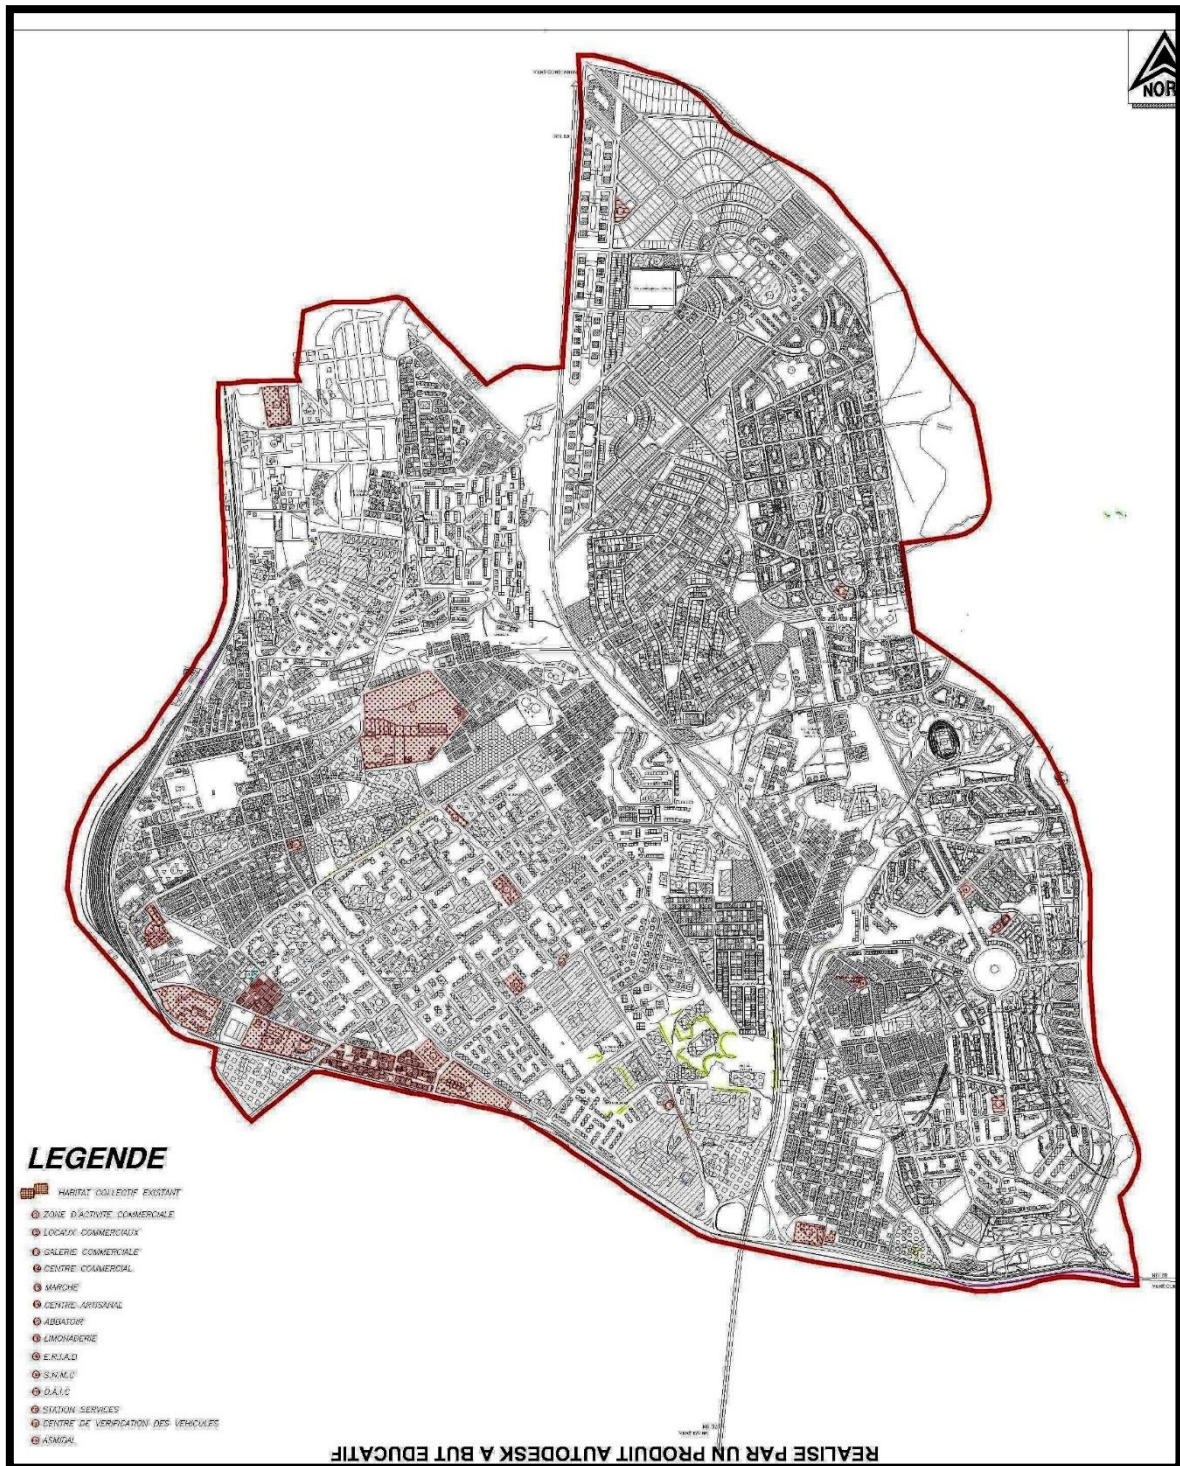 NOR
LEGENDE
HABITAT COLLECTIF EXISTANT
ZONE D'ACTIVITE COMMERCIALE
LOCAUX COMMERCIAUX
GALERIE COMMERCIALE
CENTRE COMMERCIAL
MARCHE
CENTRE ARTISANAL
ABBATOIR
LIMONADERIE
E.R.I.A.D
S.N.M.C
D.A.I.C
STATION SERVICES
CENTRE DE VERIFICATION DES VEHICULES
ASMIDAL
REALISE PAR UN PRODUIT AUTODESK A BUT EDUCATIF